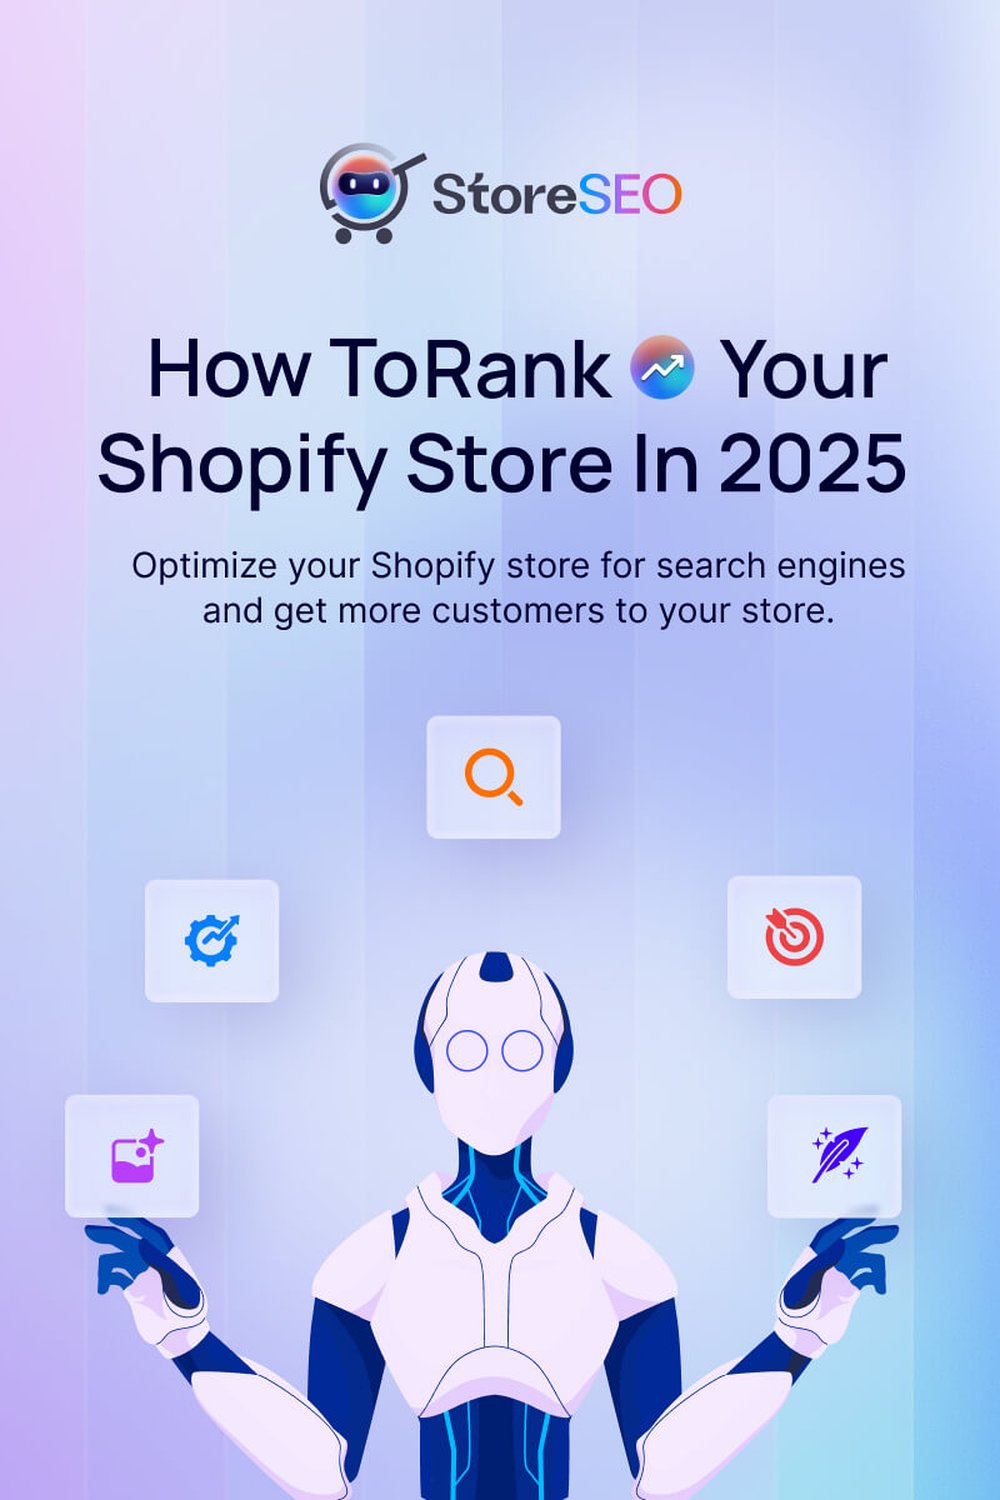 StoreSEO
How ToRank Your
Shopify Store In 2025
Optimize your Shopify store for search engines
and get more customers to your store.